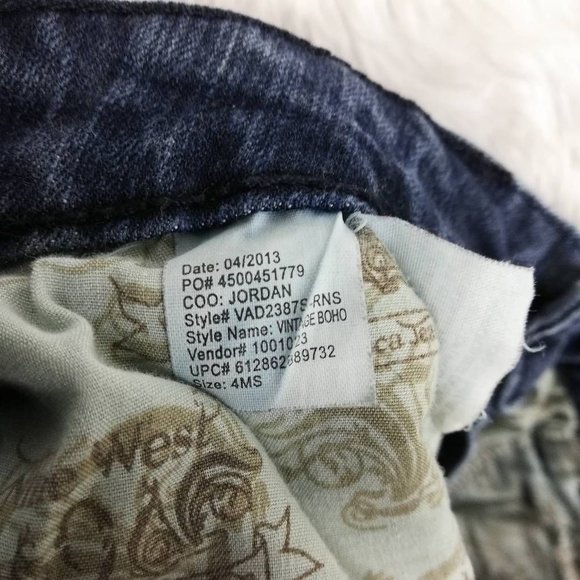 Date: 04/2013
PO# 4500451779
COO: JORDAN
Style# VAD2387S-RNS
Style Name: VINTAGE BOHO
Vendor# 1001023
UPC# 612862989732
Size: 4MS
West